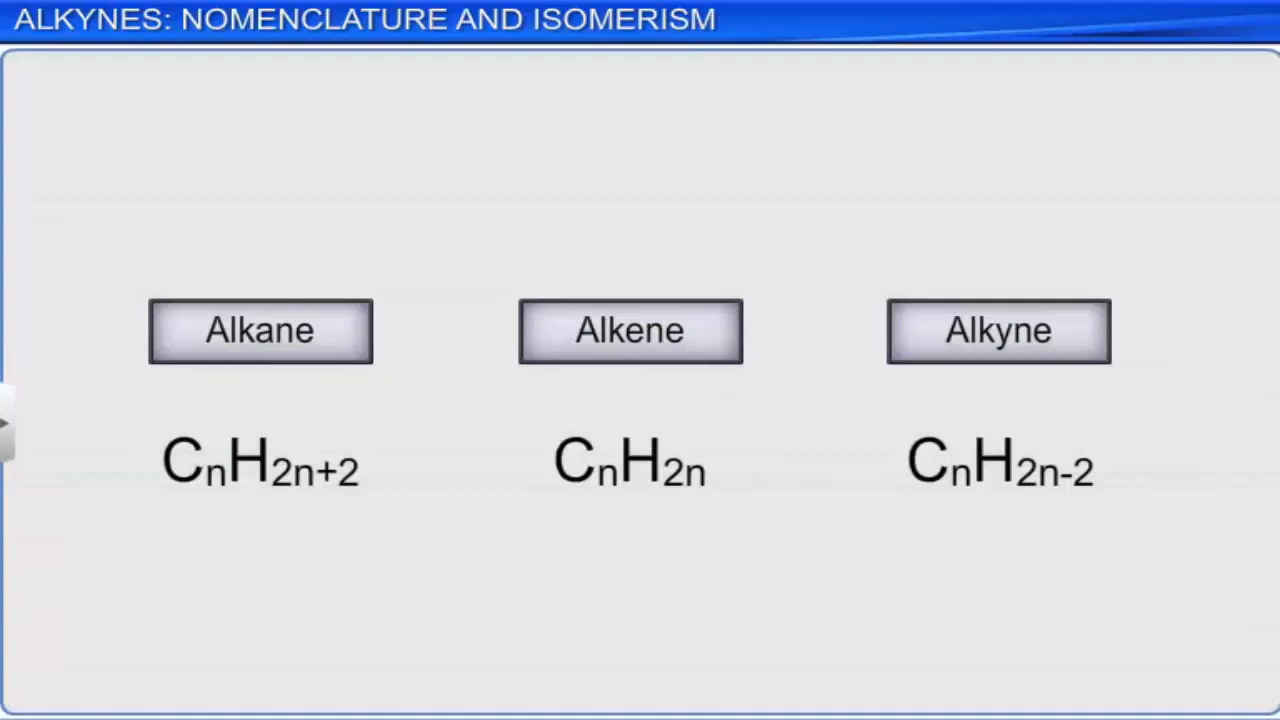 ALKYNES: NOMENCLATURE AND ISOMERISM
Alkane Alkene Alkyne
CnH2n+2 CnH2n CnH2n-2